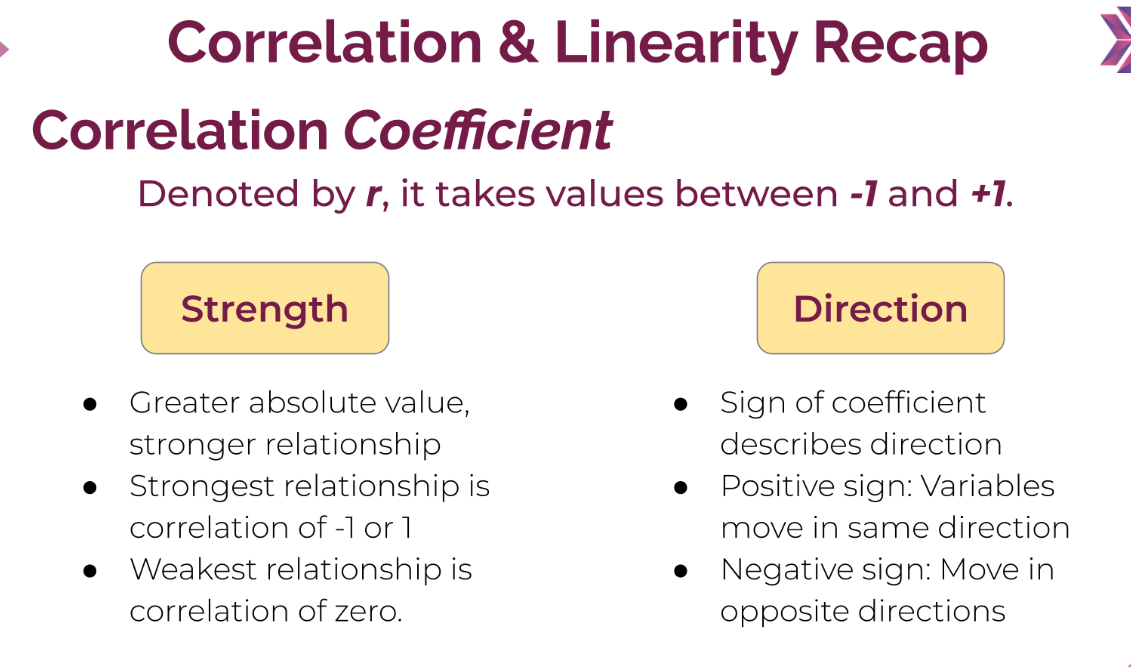 Correlation & Linearity Recap
Correlation Coefficient
Denoted by r, it takes values between -1 and +1.
Strength
● Greater absolute value,
stronger relationship
● Strongest relationship is
correlation of -1 or 1
● Weakest relationship is
correlation of zero.
Direction
● Sign of coefficient
describes direction
● Positive sign: Variables
move in same direction
● Negative sign: Move in
opposite directions